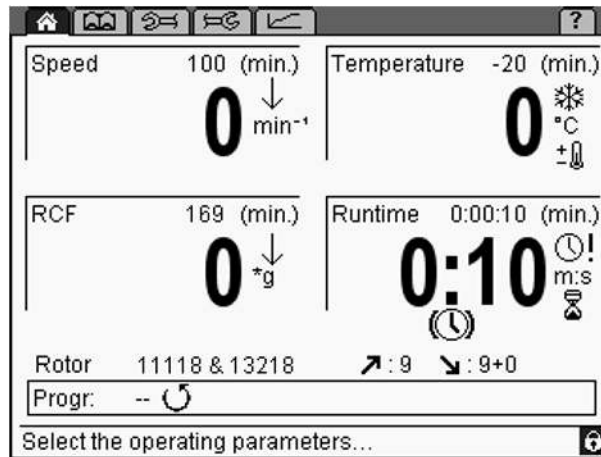 ?
Speed 100 (min.)
0 min⁻¹
Temperature -20 (min.)
0 °C
RCF 169 (min.)
0 *g
Runtime 0:00:10 (min.)
0:10 m:s
Rotor 11118 & 13218 ↗:9 ↘:9+0
Progr: --
Select the operating parameters...